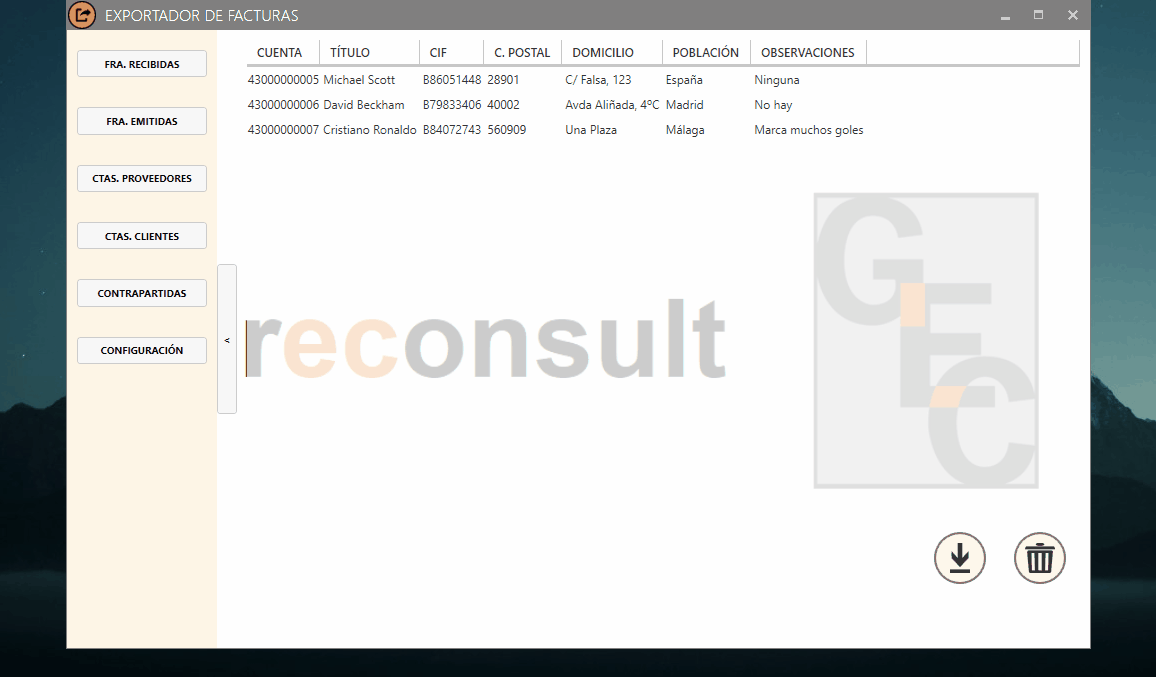 EXPORTADOR DE FACTURAS
FRA. RECIBIDAS
FRA. EMITIDAS
CTAS. PROVEEDORES
CTAS. CLIENTES
CONTRAPARTIDAS
CONFIGURACIÓN
<
CUENTA TÍTULO CIF C. POSTAL DOMICILIO POBLACIÓN OBSERVACIONES
43000000005 Michael Scott B86051448 28901 C/ Falsa, 123 España Ninguna
43000000006 David Beckham B79833406 40002 Avda Aliñada, 4ºC Madrid No hay
43000000007 Cristiano Ronaldo B84072743 560909 Una Plaza Málaga Marca muchos goles
reconsult
GEC